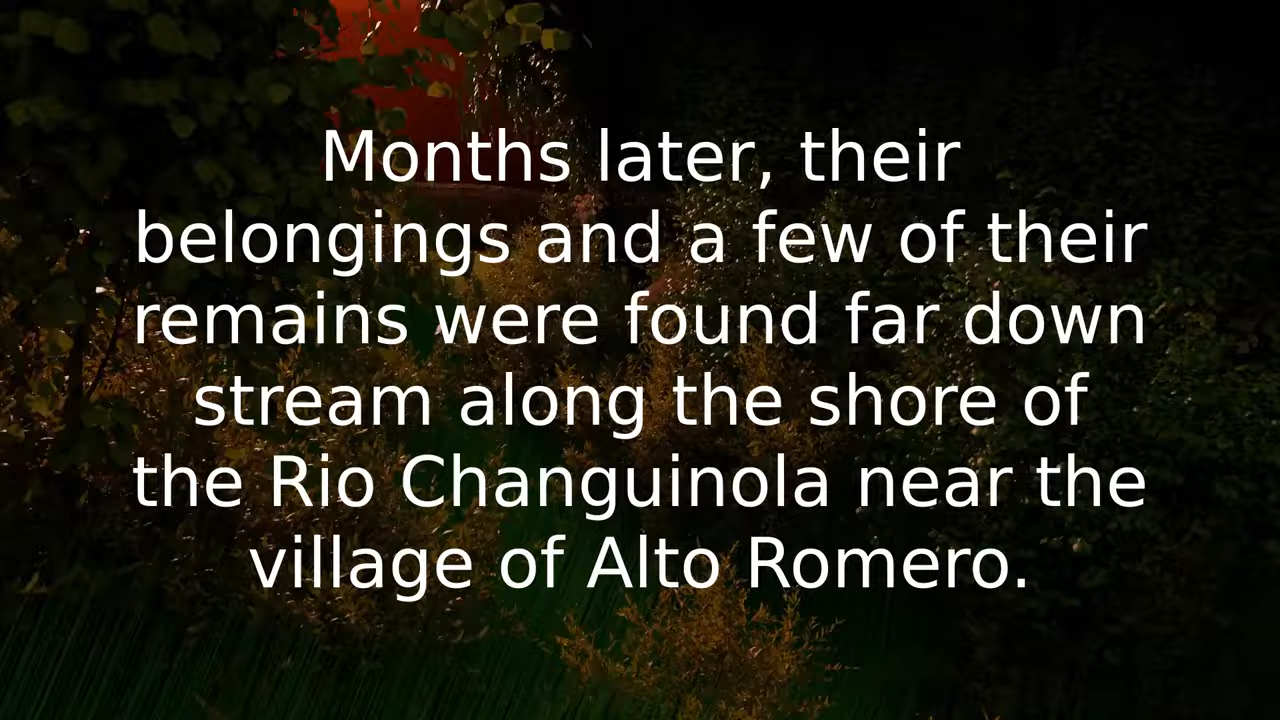 Months later, their
belongings and a few of their
remains were found far down
stream along the shore of
the Rio Changuinola near the
village of Alto Romero.